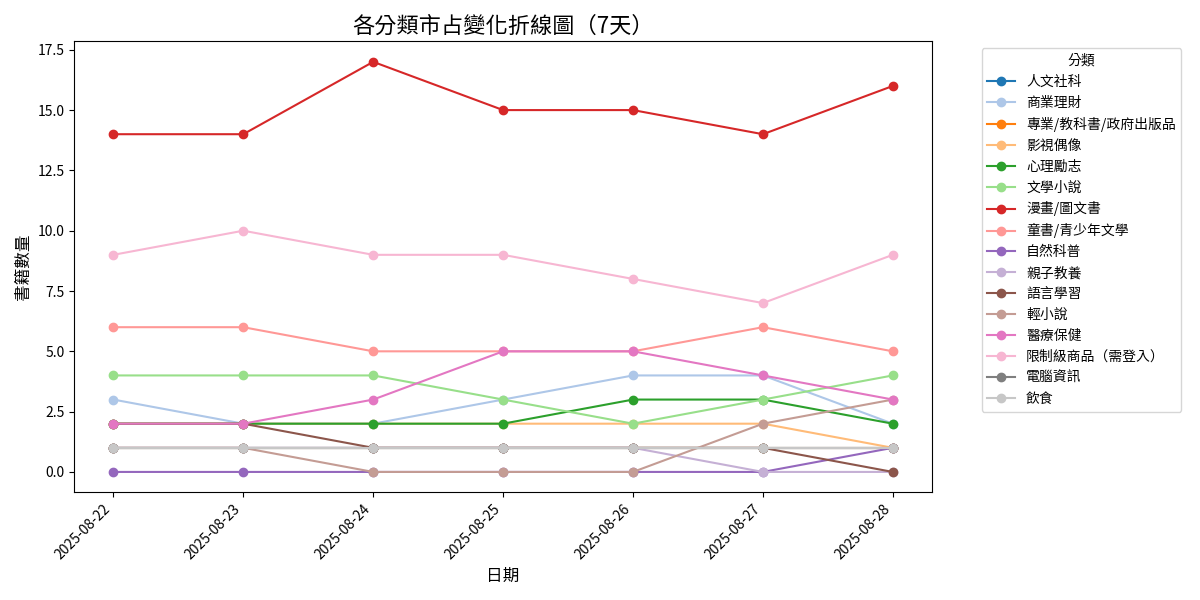 各分類市占變化折線圖（7天）
書籍數量
17.5
15.0
12.5
10.0
7.5
5.0
2.5
0.0
2025-08-22
2025-08-23
2025-08-24
2025-08-25
2025-08-26
2025-08-27
2025-08-28
日期
分類
人文社科
商業理財
專業/教科書/政府出版品
影視偶像
心理勵志
文學小說
漫畫/圖文書
童書/青少年文學
自然科普
親子教養
語言學習
輕小說
醫療保健
限制級商品（需登入）
電腦資訊
飲食